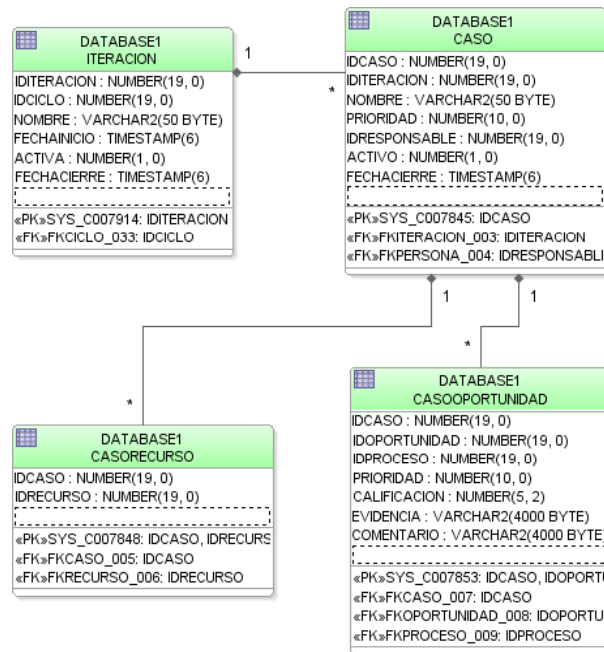 DATABASE1
ITERACION
IDITERACION : NUMBER(19, 0)
IDCICLO : NUMBER(19, 0)
NOMBRE : VARCHAR2(50 BYTE)
FECHAINICIO : TIMESTAMP(6)
ACTIVA : NUMBER(1, 0)
FECHACIERRE : TIMESTAMP(6)
«PK»SYS_C007914: IDITERACION
«FK»FKCICLO_033: IDCICLO
1
*
DATABASE1
CASO
IDCASO : NUMBER(19, 0)
IDITERACION : NUMBER(19, 0)
NOMBRE : VARCHAR2(50 BYTE)
PRIORIDAD : NUMBER(10, 0)
IDRESPONSABLE : NUMBER(19, 0)
ACTIVO : NUMBER(1, 0)
FECHACIERRE : TIMESTAMP(6)
«PK»SYS_C007845: IDCASO
«FK»FKITERACION_003: IDITERACION
«FK»FKPERSONA_004: IDRESPONSABLI
1
1
*
*
DATABASE1
CASORECURSO
IDCASO : NUMBER(19, 0)
IDRECURSO : NUMBER(19, 0)
«PK»SYS_C007848: IDCASO, IDRECURS
«FK»FKCASO_005: IDCASO
«FK»FKRECURSO_006: IDRECURSO
DATABASE1
CASOOPORTUNIDAD
IDCASO : NUMBER(19, 0)
IDOPORTUNIDAD : NUMBER(19, 0)
IDPROCESO : NUMBER(19, 0)
PRIORIDAD : NUMBER(10, 0)
CALIFICACION : NUMBER(5, 2)
EVIDENCIA : VARCHAR2(4000 BYTE)
COMENTARIO : VARCHAR2(4000 BYTE)
«PK»SYS_C007853: IDCASO, IDOPORTU
«FK»FKCASO_007: IDCASO
«FK»FKOPORTUNIDAD_008: IDOPORTU
«FK»FKPROCESO_009: IDPROCESO